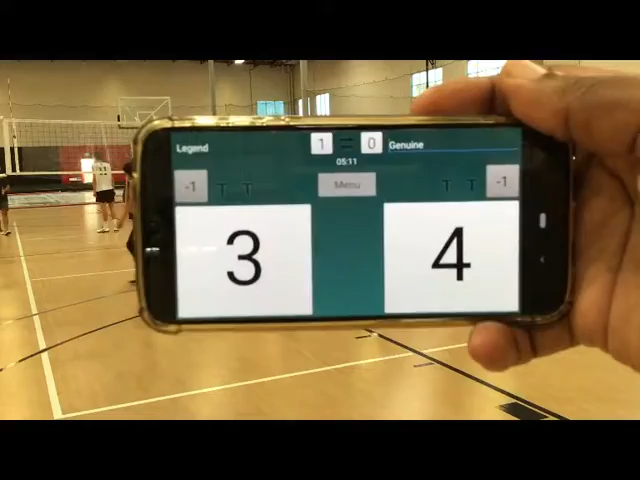 Legend 1 = 0 Genuine
05:11
-1 T T Menu T T -1
3 4